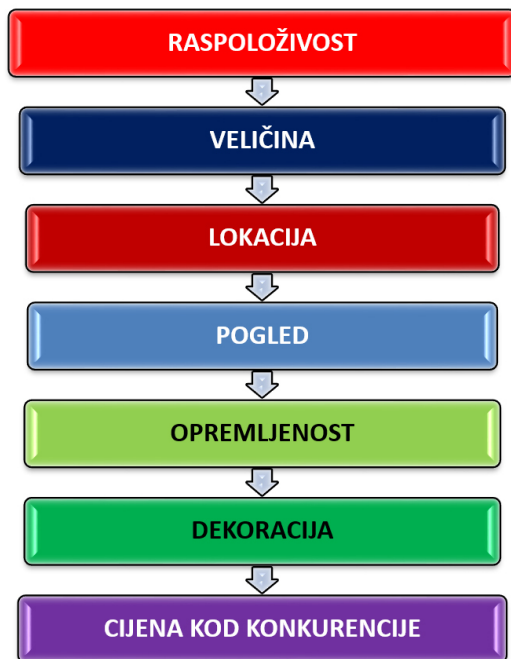 RASPOLOŽIVOST
VELIČINA
LOKACIJA
POGLED
OPREMLJENOST
DEKORACIJA
CIJENA KOD KONKURENCIJE